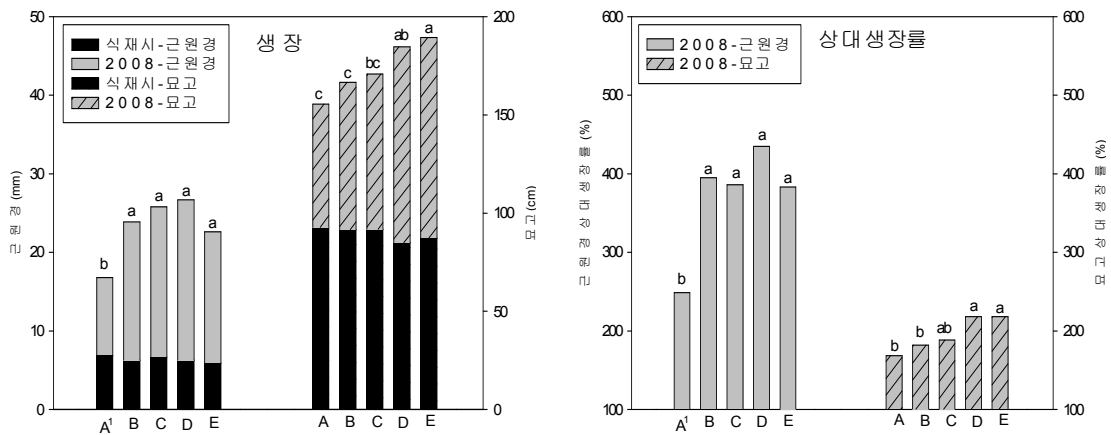 생장
식재시-근원경
2008-근원경
식재시-묘고
2008-묘고
근원경 (mm)
50
40
30
20
10
0
묘고 (cm)
200
150
100
50
0
b a a a a
c c bc ab a
A¹ B C D E
A B C D E
상대생장률
2008-근원경
2008-묘고
근원경상대생장률 (%)
600
500
400
300
200
100
묘고상대생장률 (%)
600
500
400
300
200
100
b a a a a
b b ab a a
A¹ B C D E
A B C D E